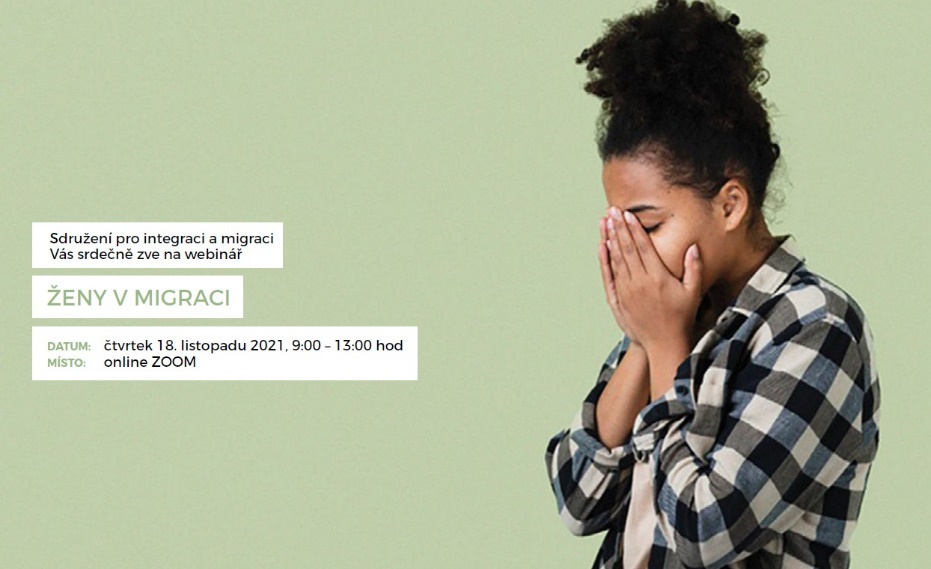 Sdružení pro integraci a migraci
Vás srdečně zve na webinář
ŽENY V MIGRACI
DATUM: čtvrtek 18. listopadu 2021, 9:00 – 13:00 hod
MÍSTO: online ZOOM